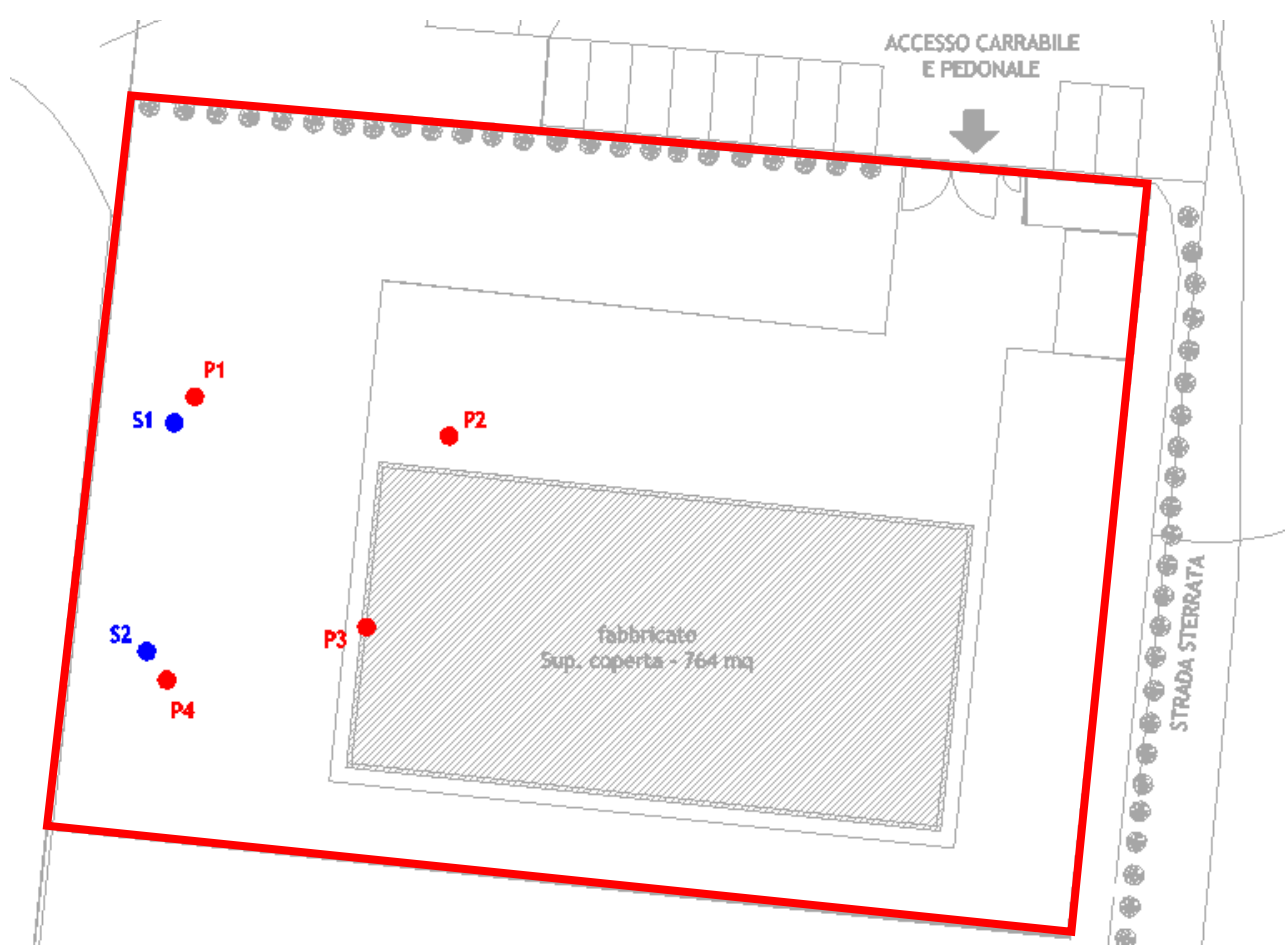 ACCESSO CARRABILE
E PEDONALE
P1
S1
P2
S2
P3
P4
fabbricato
Sup. coperta - 764 mq
STRADA STERRATA